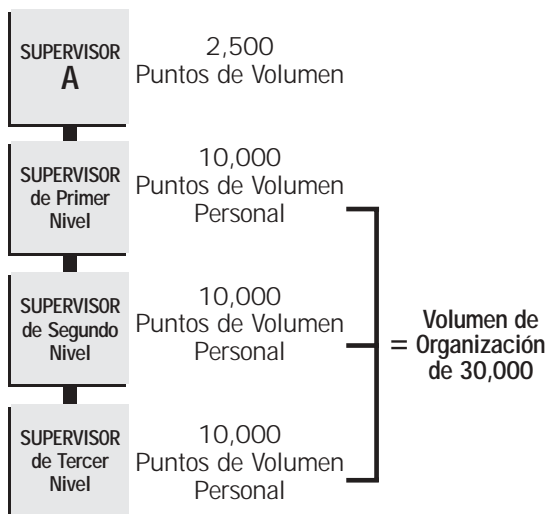 SUPERVISOR
A
2,500
Puntos de Volumen
SUPERVISOR
de Primer
Nivel
10,000
Puntos de Volumen
Personal
SUPERVISOR
de Segundo
Nivel
10,000
Puntos de Volumen
Personal
SUPERVISOR
de Tercer
Nivel
10,000
Puntos de Volumen
Personal
Volumen de
= Organización
de 30,000